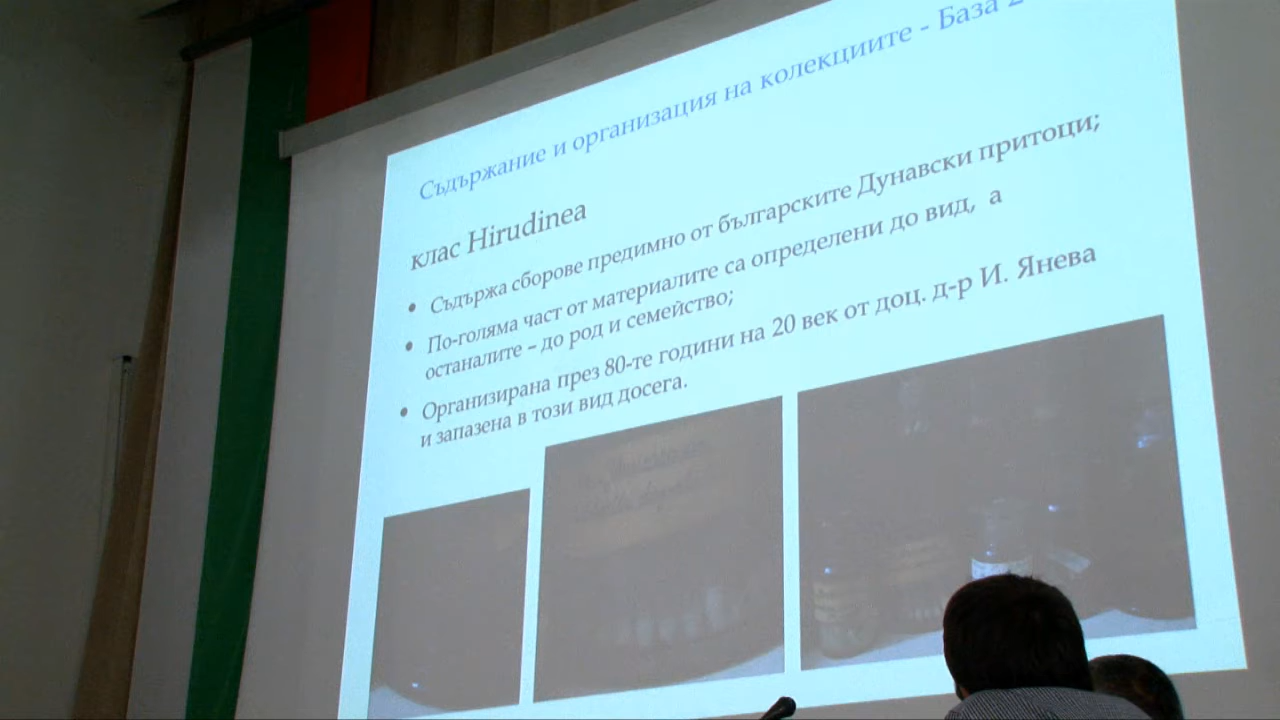 Съдържание и организация на колекциите - База 2
клас Hirudinea
• Съдържа сборове предимно от българските Дунавски притоци;
• По-голяма част от материалите са определени до вид, а
останалите – до род и семейство;
• Организирана през 80-те години на 20 век от доц. д-р И. Янева
и запазена в този вид досега.